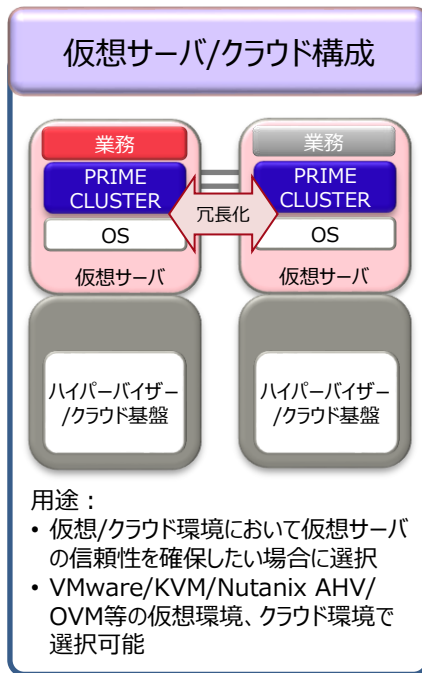 仮想サーバ/クラウド構成
業務
業務
PRIME
CLUSTER
PRIME
CLUSTER
冗長化
OS
OS
仮想サーバ
仮想サーバ
ハイパーバイザー
/クラウド基盤
ハイパーバイザー
/クラウド基盤
用途：
• 仮想/クラウド環境において仮想サーバ
の信頼性を確保したい場合に選択
• VMware/KVM/Nutanix AHV/
OVM等の仮想環境、クラウド環境で
選択可能